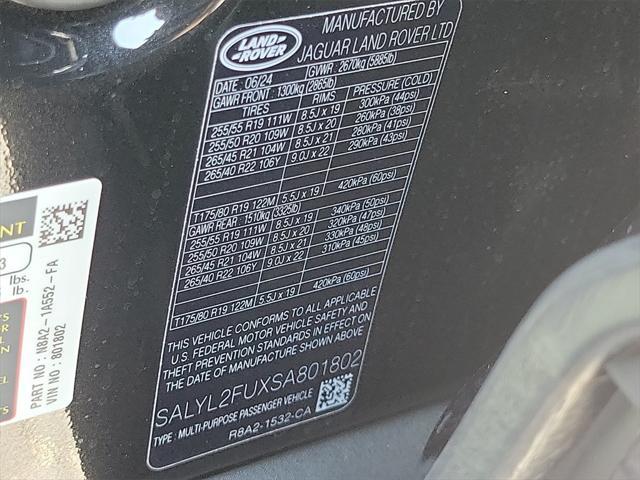 LAND-
-ROVER
MANUFACTURED BY
JAGUAR LAND ROVER LTD
DATE : 06/24 GVWR : 2670kg (5885lb)
GAWR FRONT : 1300kg (2865lb)
TIRES RIMS PRESSURE (COLD)
255/55 R19 111W 8.5J x 19 300kPa (44psi)
255/50 R20 109W 8.5J x 20 260kPa (38psi)
265/45 R21 104W 8.5J x 21 280kPa (41psi)
265/40 R22 106Y 9.0J x 22 290kPa (43psi)
T175/80 R19 122M 5.5J x 19 420kPa (60psi)
GAWR REAR : 1510kg (3325lb)
255/55 R19 111W 8.5J x 19 340kPa (50psi)
255/50 R20 109W 8.5J x 20 320kPa (47psi)
265/45 R21 104W 8.5J x 21 330kPa (48psi)
265/40 R22 106Y 9.0J x 22 310kPa (45psi)
T175/80 R19 122M 5.5J x 19 420kPa (60psi)
THIS VEHICLE CONFORMS TO ALL APPLICABLE
U.S. FEDERAL MOTOR VEHICLE SAFETY AND
THEFT PREVENTION STANDARDS IN EFFECT ON
THE DATE OF MANUFACTURE SHOWN ABOVE.
SALYL2FUXSA801802
TYPE : MULTI-PURPOSE PASSENGER VEHICLE
R8A2-1532-CA
NT
3
lbs.
lb.
PART NO : N8A2-1A552-FA
VIN NO : 801802